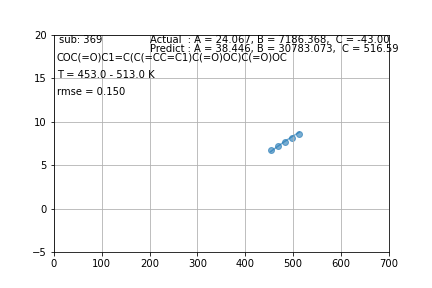 sub: 369
Actual : A = 24.067, B = 7186.368, C = -43.00
Predict : A = 38.446, B = 30783.073, C = 516.59
COC(=O)C1=C(C(=CC=C1)C(=O)OC)C(=O)OC
T = 453.0 - 513.0 K
rmse = 0.150
20
15
10
5
0
−5
0 100 200 300 400 500 600 700